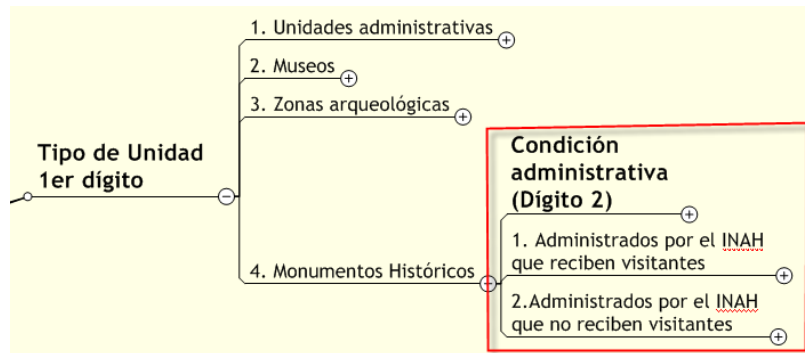 1. Unidades administrativas
2. Museos
3. Zonas arqueológicas
Tipo de Unidad
1er dígito
4. Monumentos Históricos
Condición
administrativa
(Dígito 2)
1. Administrados por el INAH
que reciben visitantes
2.Administrados por el INAH
que no reciben visitantes